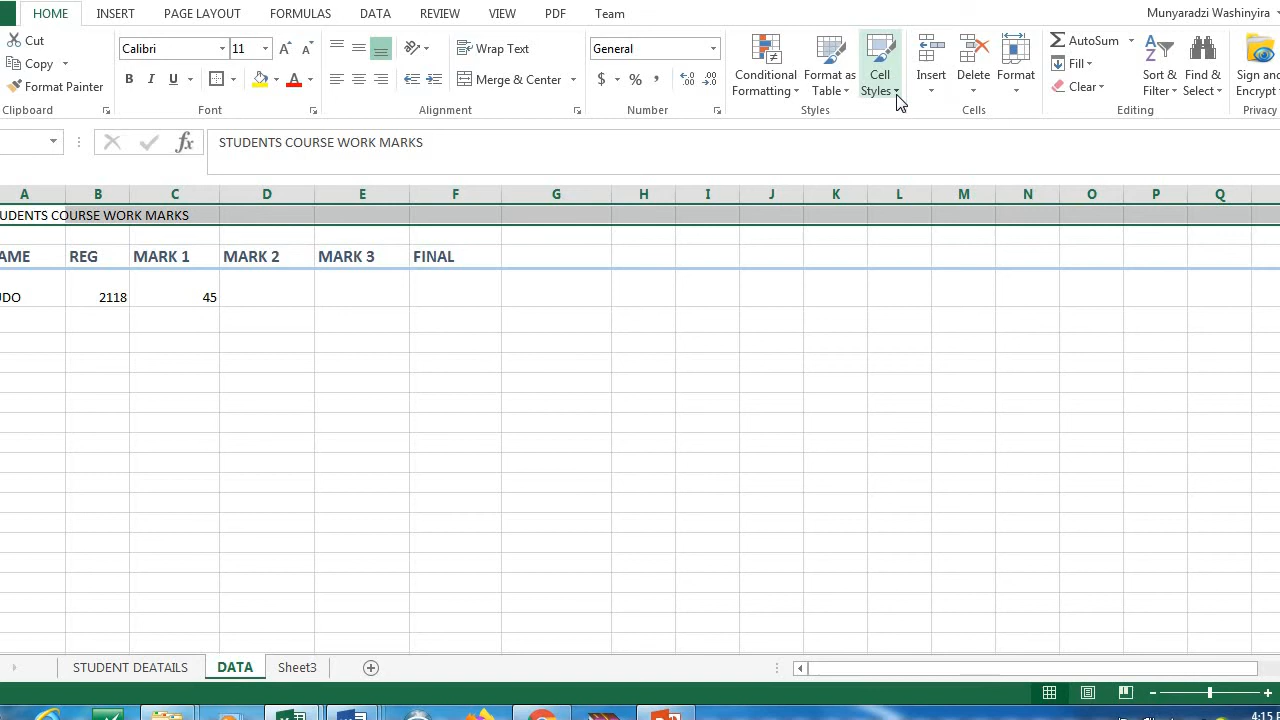 HOME INSERT PAGE LAYOUT FORMULAS DATA REVIEW VIEW PDF Team Munyaradzi Washinyira
Cut
Copy
Format Painter
Clipboard
Calibri 11
B I U
Font
Wrap Text
Merge & Center
Alignment
General
$ % ,
Number
Conditional Formatting
Format as Table
Cell Styles
Styles
Insert Delete Format
Cells
AutoSum
Fill
Clear
Sort & Filter
Find & Select
Editing
Sign and Encrypt
Privacy
fx STUDENTS COURSE WORK MARKS
A B C D E F G H I J K L M N O P Q
UDENTS COURSE WORK MARKS
AME REG MARK 1 MARK 2 MARK 3 FINAL
UDO 2118 45
STUDENT DEATAILS DATA Sheet3
4:15 P